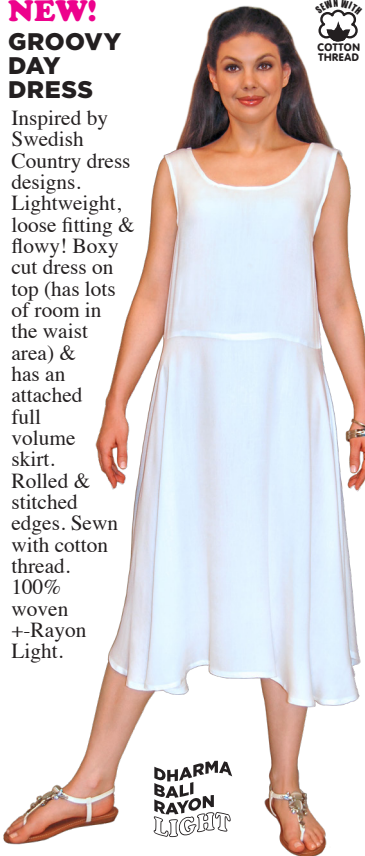 NEW!
GROOVY
DAY
DRESS
Inspired by
Swedish
Country dress
designs.
Lightweight,
loose fitting &
flowy! Boxy
cut dress on
top (has lots
of room in
the waist
area) &
has an
attached
full
volume
skirt.
Rolled &
stitched
edges. Sewn
with cotton
thread.
100%
woven
+-Rayon
Light.
SEWN WITH
COTTON
THREAD
DHARMA
BALI
RAYON
LIGHT